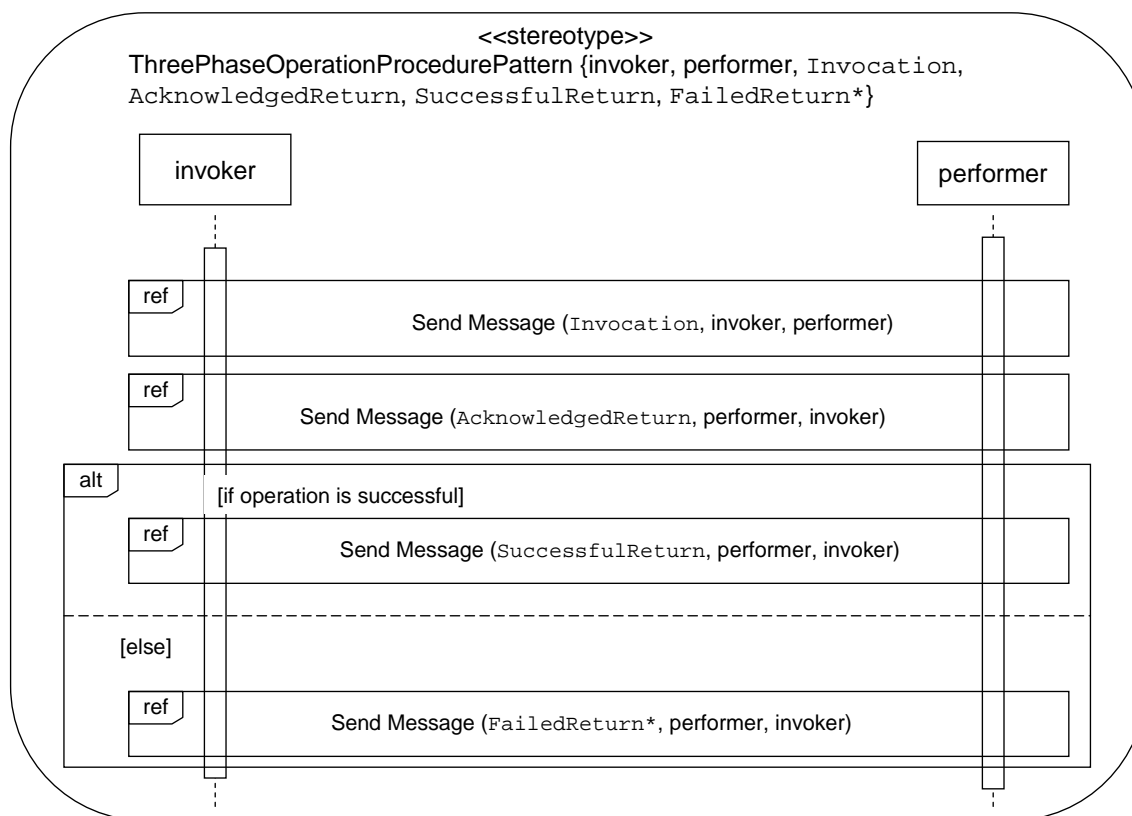 <<stereotype>>
ThreePhaseOperationProcedurePattern {invoker, performer, Invocation,
AcknowledgedReturn, SuccessfulReturn, FailedReturn*}
invoker
performer
ref
Send Message (Invocation, invoker, performer)
ref
Send Message (AcknowledgedReturn, performer, invoker)
alt
[if operation is successful]
ref
Send Message (SuccessfulReturn, performer, invoker)
[else]
ref
Send Message (FailedReturn*, performer, invoker)